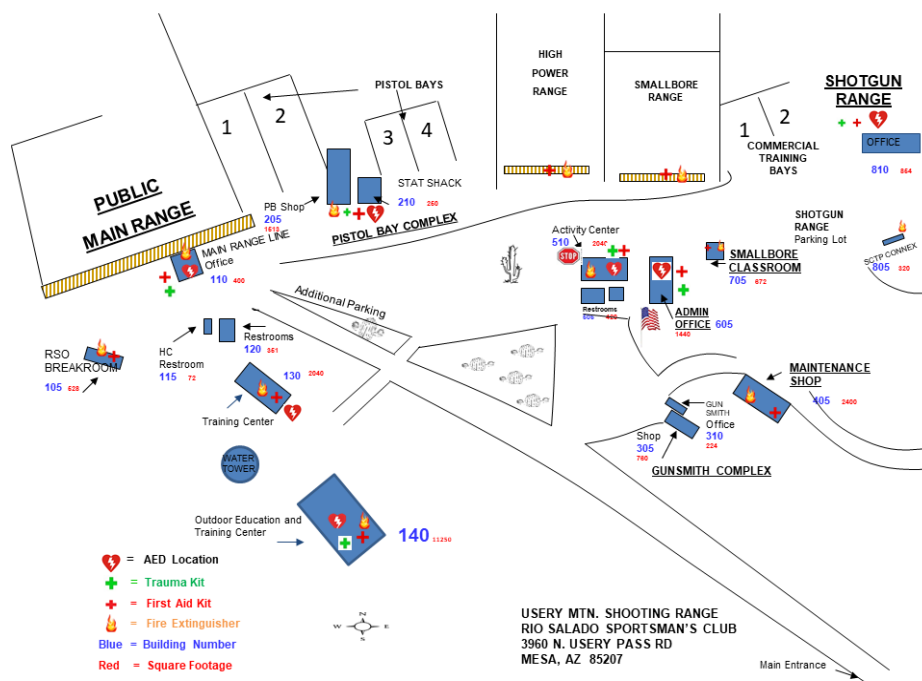 HIGH
POWER
RANGE
SMALLBORE
RANGE
PISTOL BAYS
1
2
3
4
1
2
COMMERCIAL
TRAINING
BAYS
SHOTGUN
RANGE
OFFICE
810 864
PUBLIC
MAIN RANGE
PB Shop
205
STAT SHACK
210 260
PISTOL BAY COMPLEX
MAIN RANGE LINE
Office
110 400
Activity Center
510 2040
STOP
Restrooms
ADMIN
OFFICE 605
1440
SMALLBORE
CLASSROOM
705 672
SHOTGUN
RANGE
Parking Lot
SCTP CONNEX
805 320
Additional Parking
RSO
BREAKROOM
105 628
HC
Restroom
115 72
Restrooms
120 361
130 2040
Training Center
MAINTENANCE
SHOP
405 2400
GUN
SMITH
Office
310
224
Shop
305
780
GUNSMITH COMPLEX
WATER
TOWER
Outdoor Education and
Training Center
140 11250
= AED Location
= Trauma Kit
= First Aid Kit
= Fire Extinguisher
Blue = Building Number
Red = Square Footage
N
W E
S
USERY MTN. SHOOTING RANGE
RIO SALADO SPORTSMAN'S CLUB
3960 N. USERY PASS RD
MESA, AZ 85207
Main Entrance